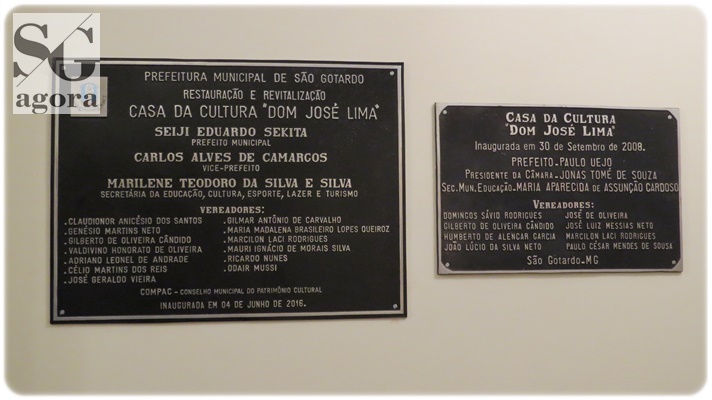 SG
agora
PREFEITURA MUNICIPAL DE SÃO GOTARDO
RESTAURAÇÃO E REVITALIZAÇÃO
CASA DA CULTURA "DOM JOSÉ LIMA"
SEIJI EDUARDO SEKITA
PREFEITO MUNICIPAL
CARLOS ALVES DE CAMARGOS
VICE-PREFEITO
MARILENE TEODORO DA SILVA E SILVA
SECRETÁRIA DA EDUCAÇÃO, CULTURA, ESPORTE, LAZER E TURISMO
VEREADORES:
.CLAUDIONOR ANICÉSIO DOS SANTOS
.GENÉSIO MARTINS NETO
.GILBERTO DE OLIVEIRA CÂNDIDO
.VALDIVINO HONORATO DE OLIVEIRA
.ADRIANO LEONEL DE ANDRADE
.CÉLIO MARTINS DOS REIS
.JOSÉ GERALDO VIEIRA
.GILMAR ANTÔNIO DE CARVALHO
.MARIA MADALENA BRASILEIRO LOPES QUEIROZ
.MARCILON LACI RODRIGUES
.MAURI IGNÁCIO DE MORAIS SILVA
.RICARDO NUNES
.ODAIR MUSSI
COMPAC - CONSELHO MUNICIPAL DO PATRIMÔNIO CULTURAL
INAUGURADA EM 04 DE JUNHO DE 2016.
CASA DA CULTURA
"DOM JOSÉ LIMA"
Inaugurada em 30 de Setembro de 2008.
PREFEITO-PAULO UEJO
PRESIDENTE DA CÂMARA-JONAS TOMÉ DE SOUZA
SEC.MUN.EDUCAÇÃO-MARIA APARECIDA DE ASSUNÇÃO CARDOSO
VEREADORES:
DOMINGOS SÁVIO RODRIGUES
GILBERTO DE OLIVEIRA CÂNDIDO
HUMBERTO DE ALENCAR GARCIA
JOÃO LÚCIO DA SILVA NETO
JOSÉ DE OLIVEIRA
JOSÉ LUIZ MESSIAS NETO
MARCILON LACI RODRIGUES
PAULO CÉSAR MENDES DE SOUSA
São Gotardo-MG